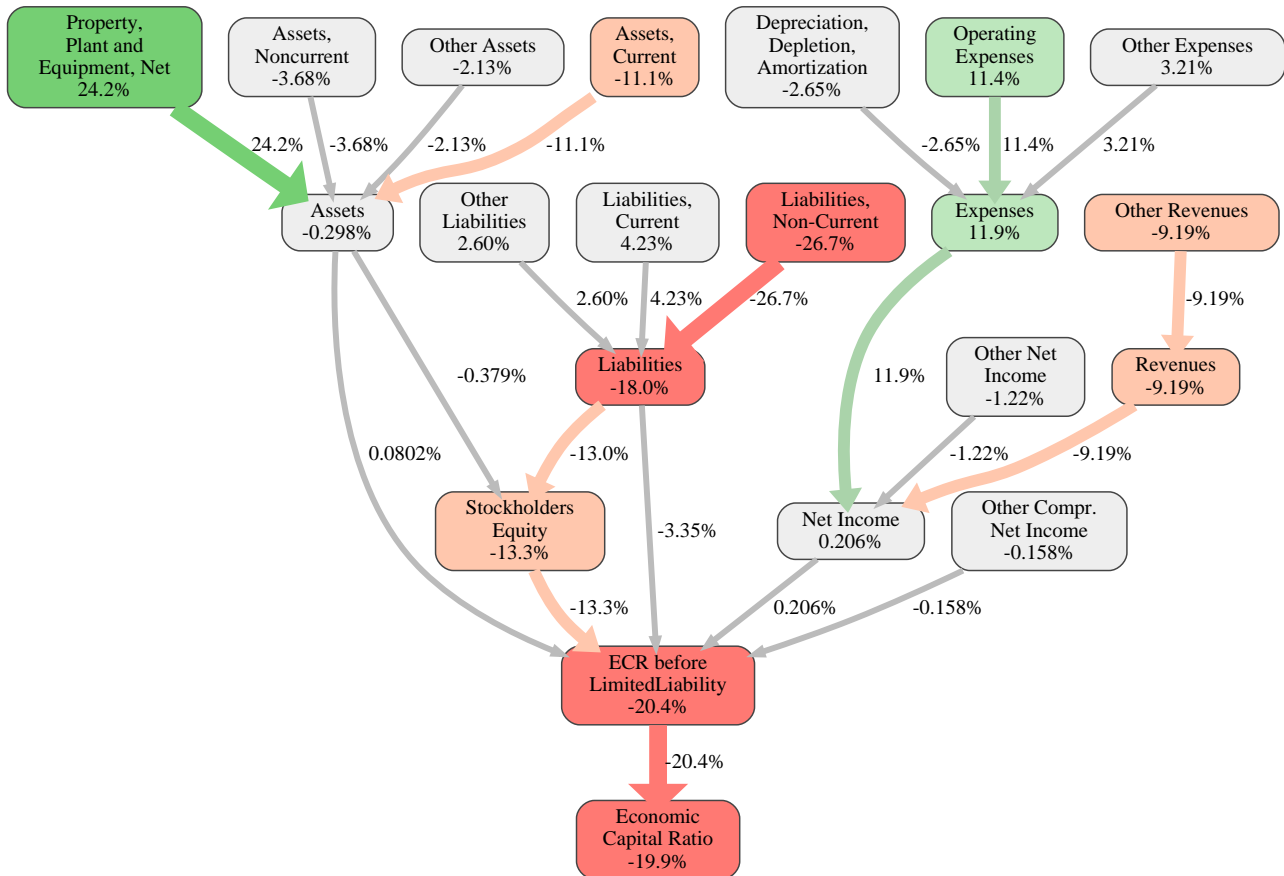 Property,
Plant and
Equipment, Net
24.2%
Assets,
Noncurrent
-3.68%
Other Assets
-2.13%
Assets,
Current
-11.1%
Depreciation,
Depletion,
Amortization
-2.65%
Operating
Expenses
11.4%
Other Expenses
3.21%
24.2%
-3.68%
-2.13%
-11.1%
-2.65%
11.4%
3.21%
Assets
-0.298%
Other
Liabilities
2.60%
Liabilities,
Current
4.23%
Liabilities,
Non-Current
-26.7%
Expenses
11.9%
Other Revenues
-9.19%
2.60%
4.23%
-26.7%
-9.19%
Liabilities
-18.0%
Other Net
Income
-1.22%
Revenues
-9.19%
-0.379%
11.9%
0.0802%
-13.0%
-1.22%
-9.19%
Stockholders
Equity
-13.3%
-3.35%
Net Income
0.206%
Other Compr.
Net Income
-0.158%
-13.3%
0.206%
-0.158%
ECR before
LimitedLiability
-20.4%
-20.4%
Economic
Capital Ratio
-19.9%